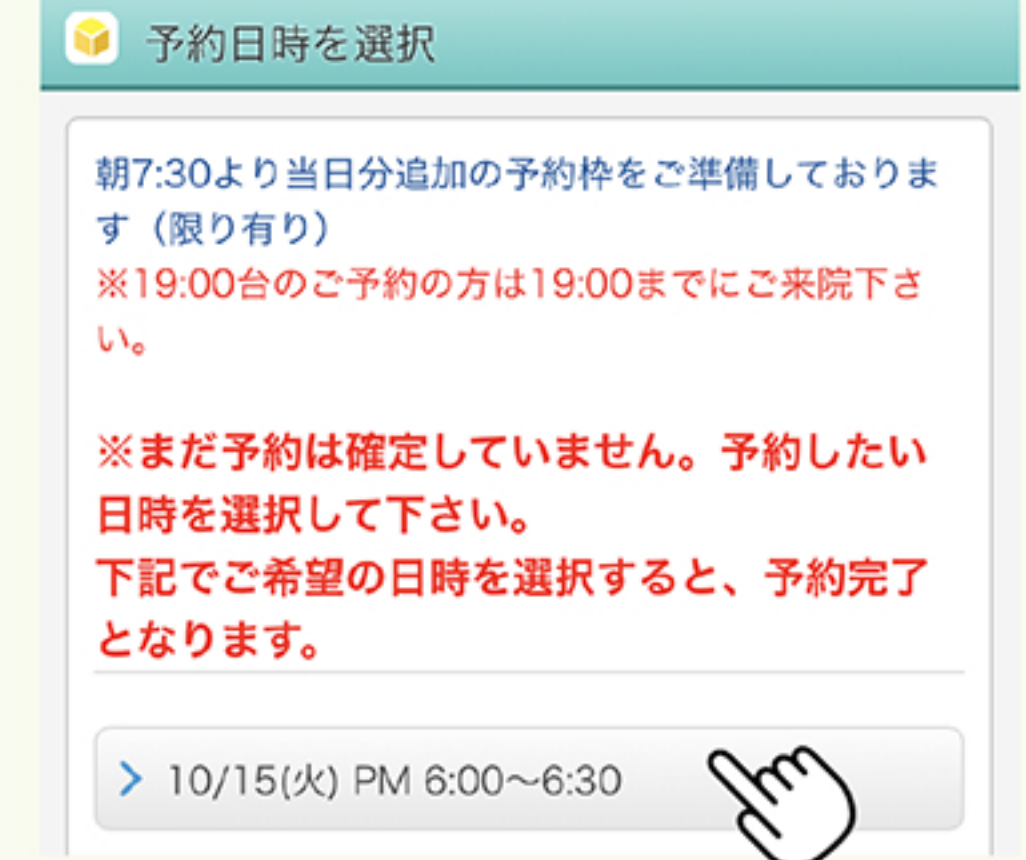 予約日時を選択
朝7:30より当日分追加の予約枠をご準備しておりま
す（限り有り）
※19:00台のご予約の方は19:00までにご来院下さ
い。
※まだ予約は確定していません。予約したい
日時を選択して下さい。
下記でご希望の日時を選択すると、予約完了
となります。
10/15(火) PM 6:00〜6:30